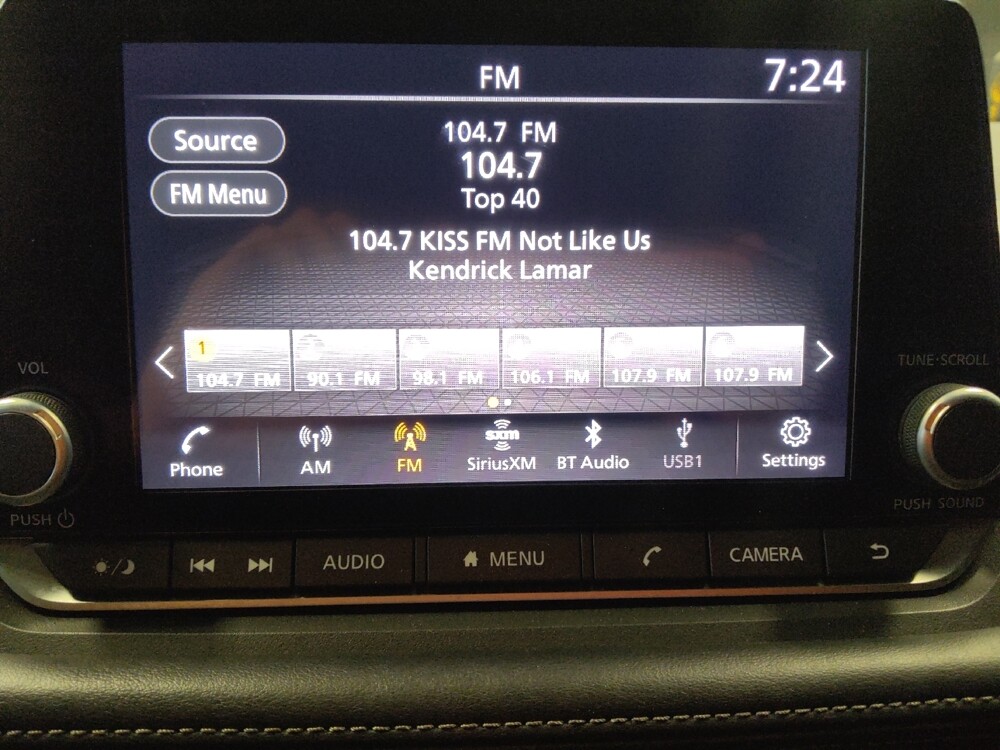 FM
7:24
Source
104.7 FM
104.7
FM Menu
Top 40
104.7 KISS FM Not Like Us
Kendrick Lamar
1
104.7 FM
90.1 FM
98.1 FM
106.1 FM
107.9 FM
107.9 FM
VOL
TUNE·SCROLL
Phone
AM
FM
sxm
SiriusXM
BT Audio
USB1
Settings
PUSH
PUSH SOUND
AUDIO
MENU
CAMERA